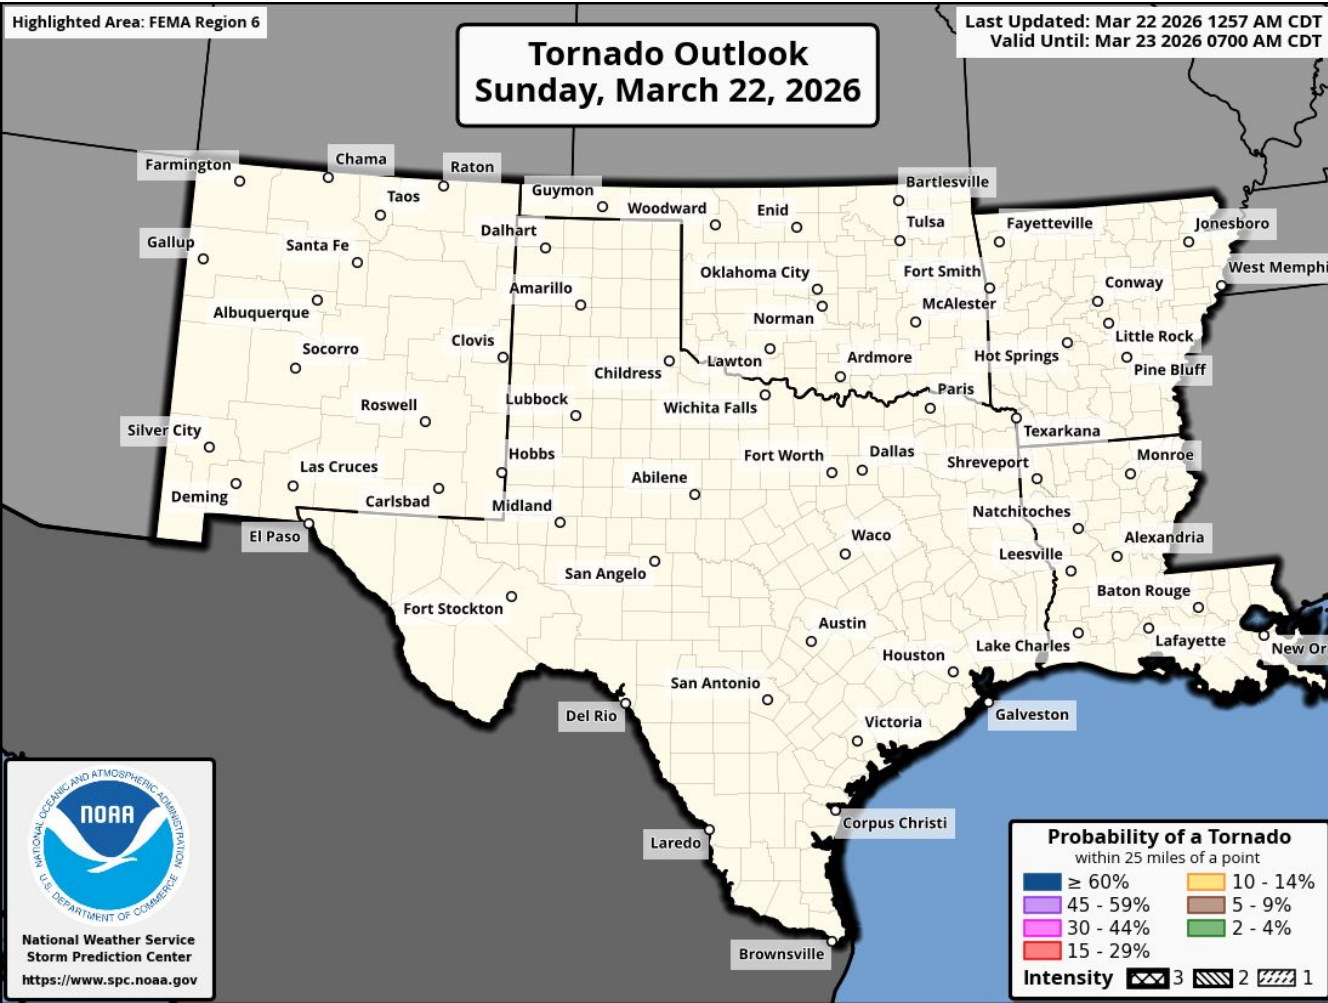 Highlighted Area: FEMA Region 6
Last Updated: Mar 22 2026 1257 AM CDT
Valid Until: Mar 23 2026 0700 AM CDT
Tornado Outlook
Sunday, March 22, 2026
Farmington
Chama
Raton
Taos
Guymon
Woodward
Enid
Bartlesville
Tulsa
Fayetteville
Jonesboro
Gallup
Santa Fe
Dalhart
Oklahoma City
Fort Smith
West Memphi
Amarillo
Conway
Albuquerque
Norman
McAlester
Socorro
Clovis
Childress
Lawton
Ardmore
Hot Springs
Little Rock
Pine Bluff
Roswell
Lubbock
Wichita Falls
Paris
Silver City
Texarkana
Las Cruces
Hobbs
Abilene
Fort Worth
Dallas
Shreveport
Monroe
Deming
Carlsbad
Midland
Natchitoches
El Paso
Waco
Leesville
Alexandria
San Angelo
Baton Rouge
Fort Stockton
Austin
Houston
Lake Charles
Lafayette
New Or
San Antonio
Del Rio
Victoria
Galveston
Corpus Christi
Laredo
Brownsville
NATIONAL OCEANIC AND ATMOSPHERIC ADMINISTRATION
NOAA
U.S. DEPARTMENT OF COMMERCE
National Weather Service
Storm Prediction Center
https://www.spc.noaa.gov
Probability of a Tornado
within 25 miles of a point
≥ 60% 10 - 14%
45 - 59% 5 - 9%
30 - 44% 2 - 4%
15 - 29%
Intensity 3 2 1